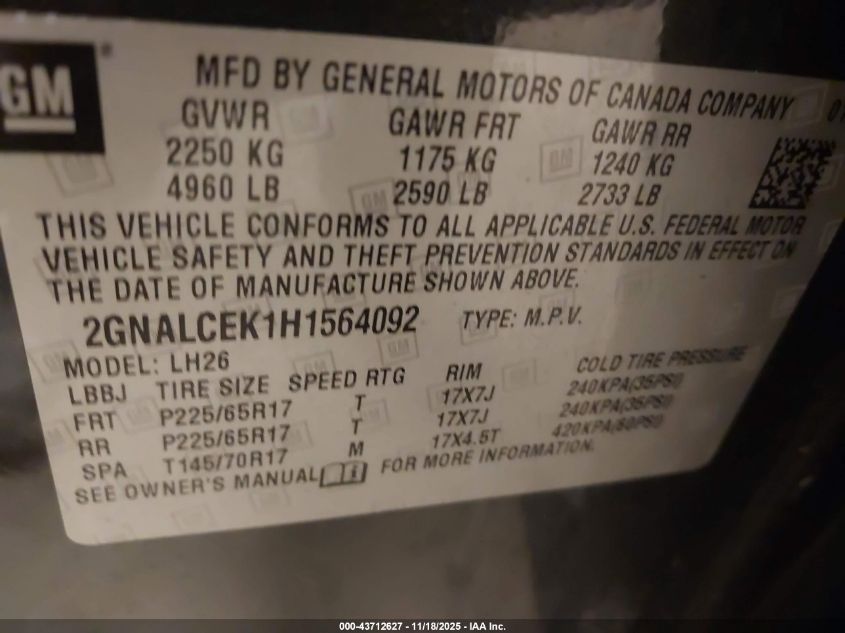 GM
MFD BY GENERAL MOTORS OF CANADA COMPANY
GVWR GAWR FRT GAWR RR
2250 KG 1175 KG 1240 KG
4960 LB 2590 LB 2733 LB
THIS VEHICLE CONFORMS TO ALL APPLICABLE U.S. FEDERAL MOTOR
VEHICLE SAFETY AND THEFT PREVENTION STANDARDS IN EFFECT ON
THE DATE OF MANUFACTURE SHOWN ABOVE.
2GNALCEK1H1564092 TYPE: M.P.V.
MODEL: LH26
LBBJ TIRE SIZE SPEED RTG RIM COLD TIRE PRESSURE
FRT P225/65R17 T 17X7J 240KPA(35PSI)
RR P225/65R17 T 17X7J 240KPA(35PSI)
SPA T145/70R17 M 17X4.5T 420KPA(60PSI)
SEE OWNER'S MANUAL FOR MORE INFORMATION.
000-43712627 - 11/18/2025 - IAA Inc.